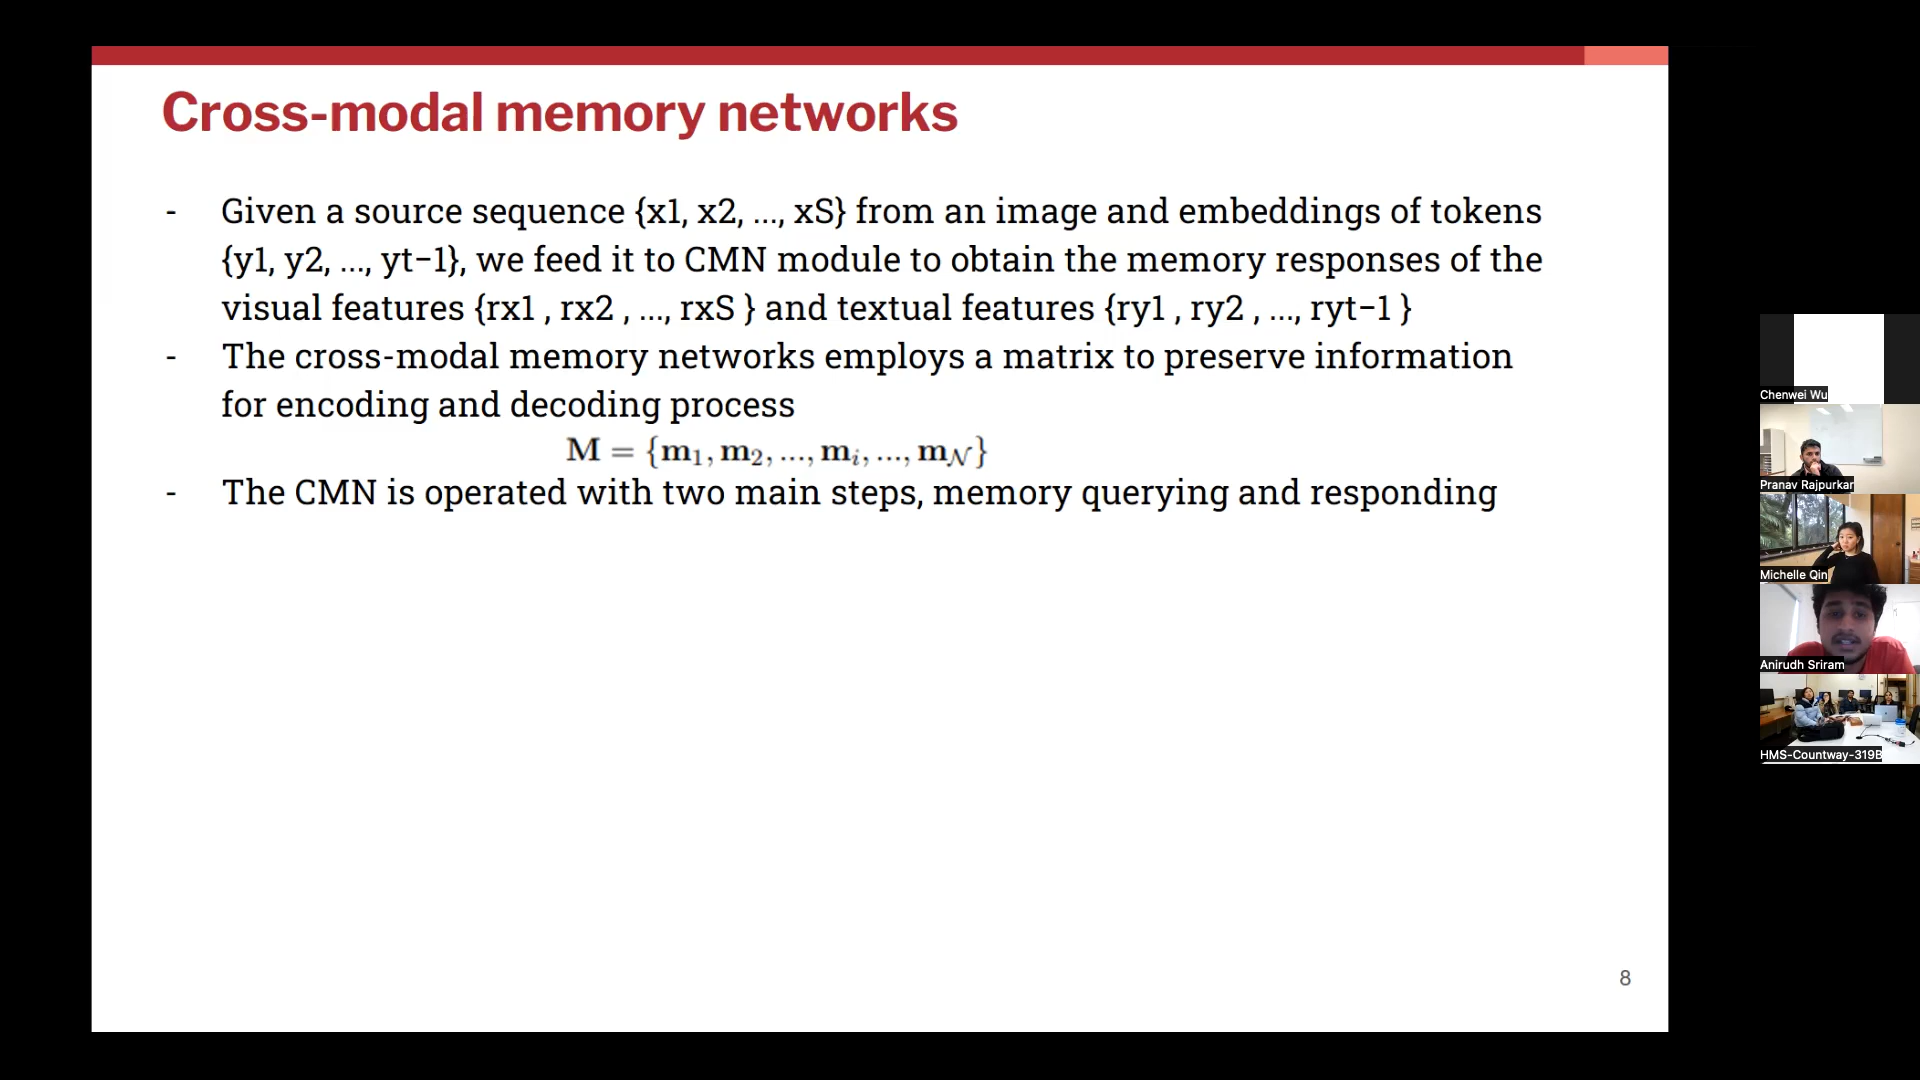 Cross-modal memory networks
- Given a source sequence {x1, x2, ..., xS} from an image and embeddings of tokens
{y1, y2, ..., yt−1}, we feed it to CMN module to obtain the memory responses of the
visual features {rx1 , rx2 , ..., rxS } and textual features {ry1 , ry2 , ..., ryt−1 }
- The cross-modal memory networks employs a matrix to preserve information
for encoding and decoding process
M = {m₁, m₂, ..., mᵢ, ..., m_𝒩}
- The CMN is operated with two main steps, memory querying and responding
8
Chenwei Wu
Pranav Rajpurkar
Michelle Qin
Anirudh Sriram
HMS-Countway-319B